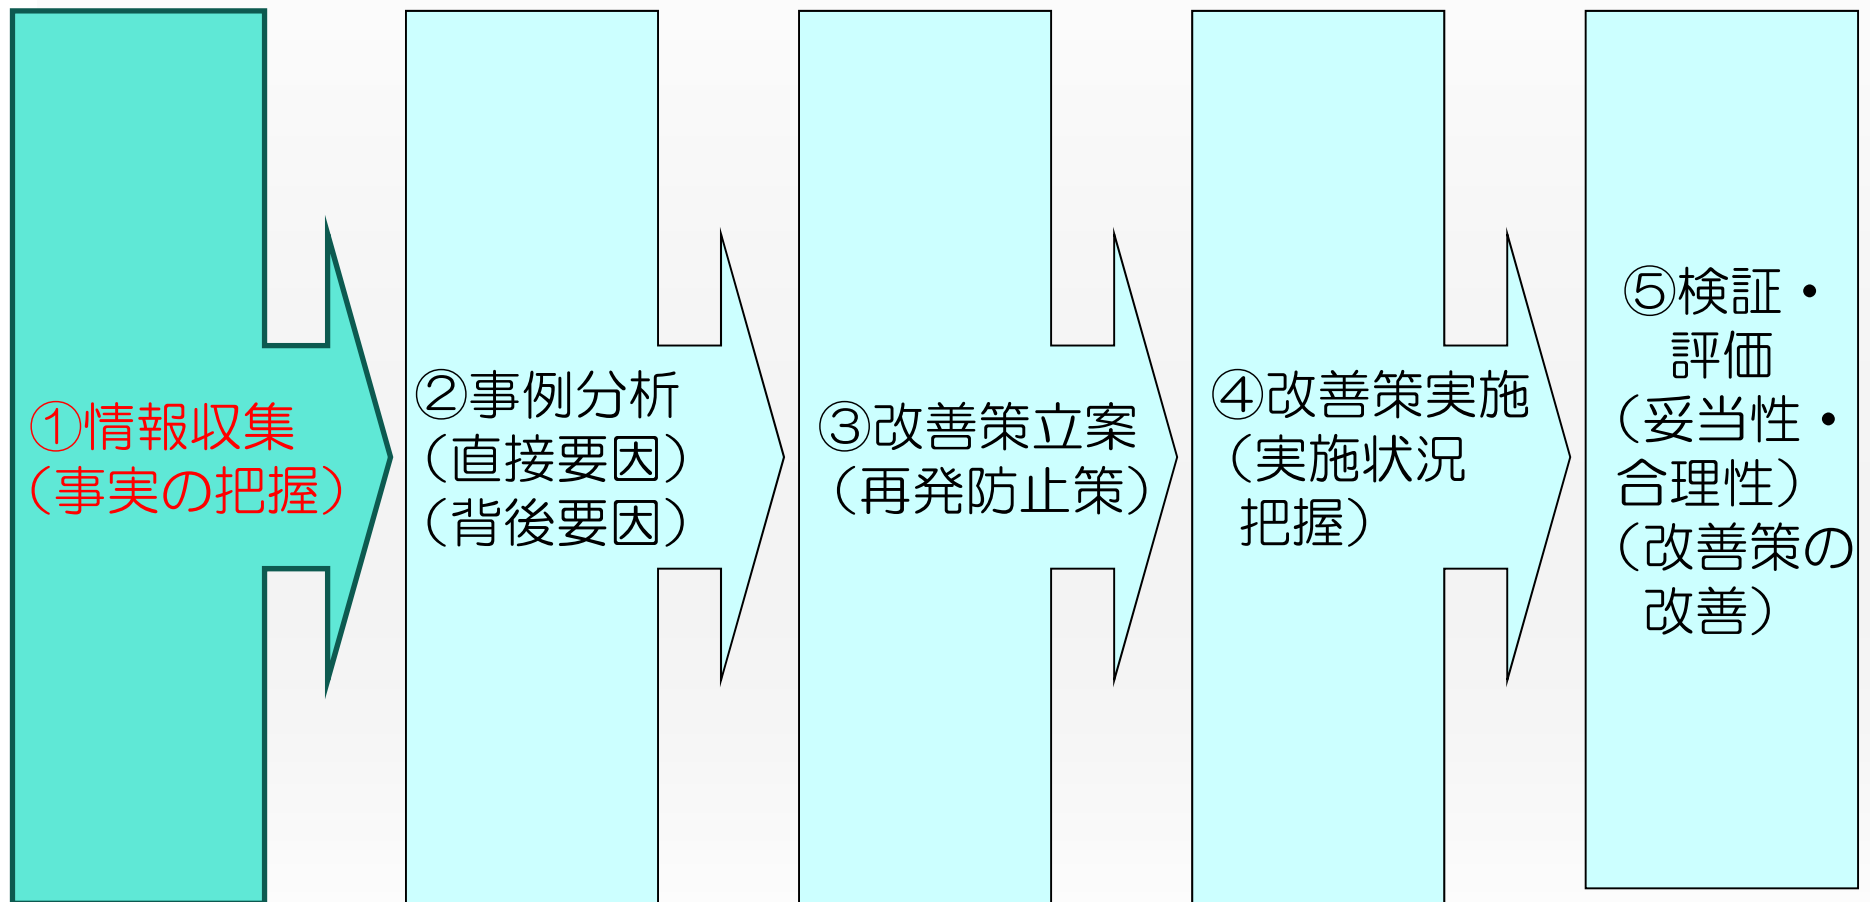 ①情報収集
（事実の把握）
②事例分析
（直接要因）
（背後要因）
③改善策立案
（再発防止策）
④改善策実施
（実施状況
把握）
⑤検証・
評価
（妥当性・
合理性）
（改善策の
改善）